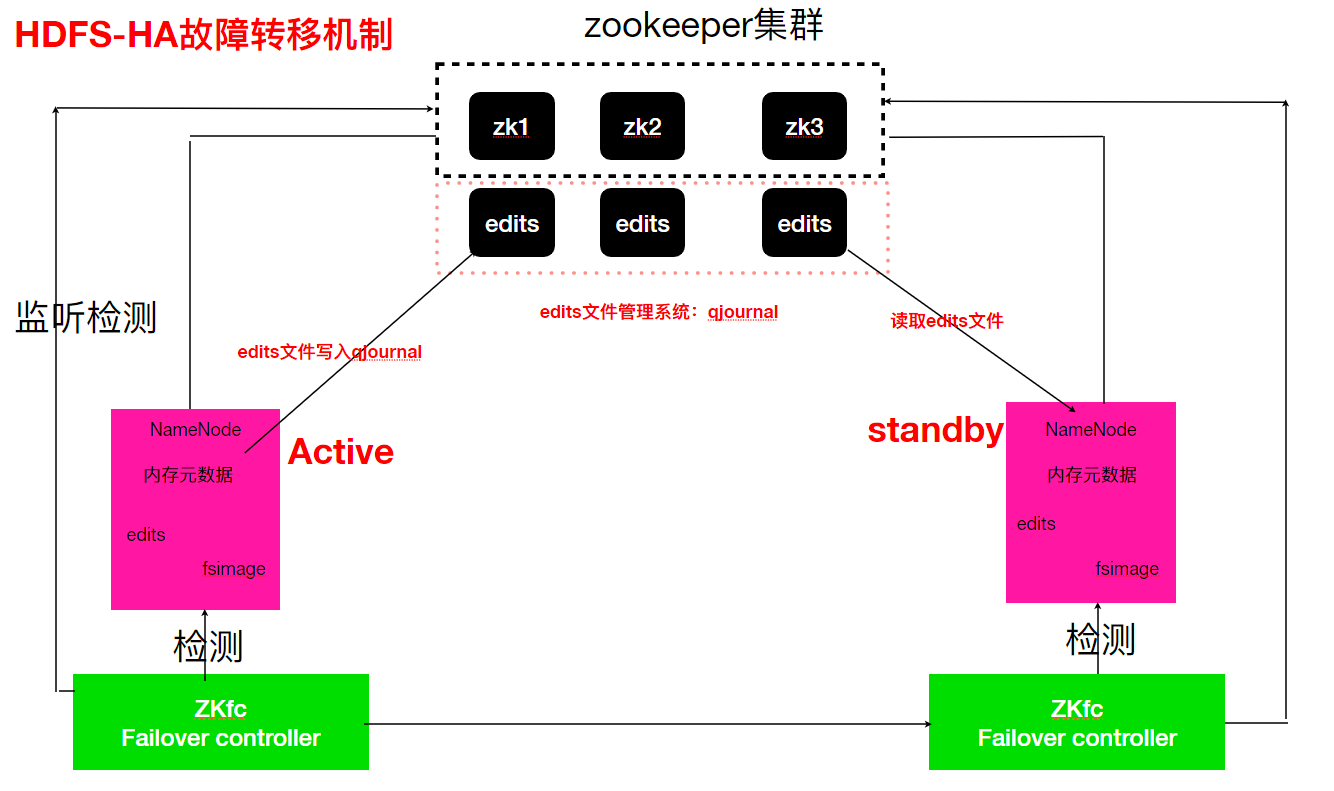 HDFS-HA故障转移机制
zookeeper集群
zk1
zk2
zk3
edits
edits
edits
edits文件管理系统：qjournal
监听检测
edits文件写入qjournal
读取edits文件
NameNode
内存元数据
edits
fsimage
Active
standby
NameNode
内存元数据
edits
fsimage
检测
检测
ZKfc
Failover controller
ZKfc
Failover controller